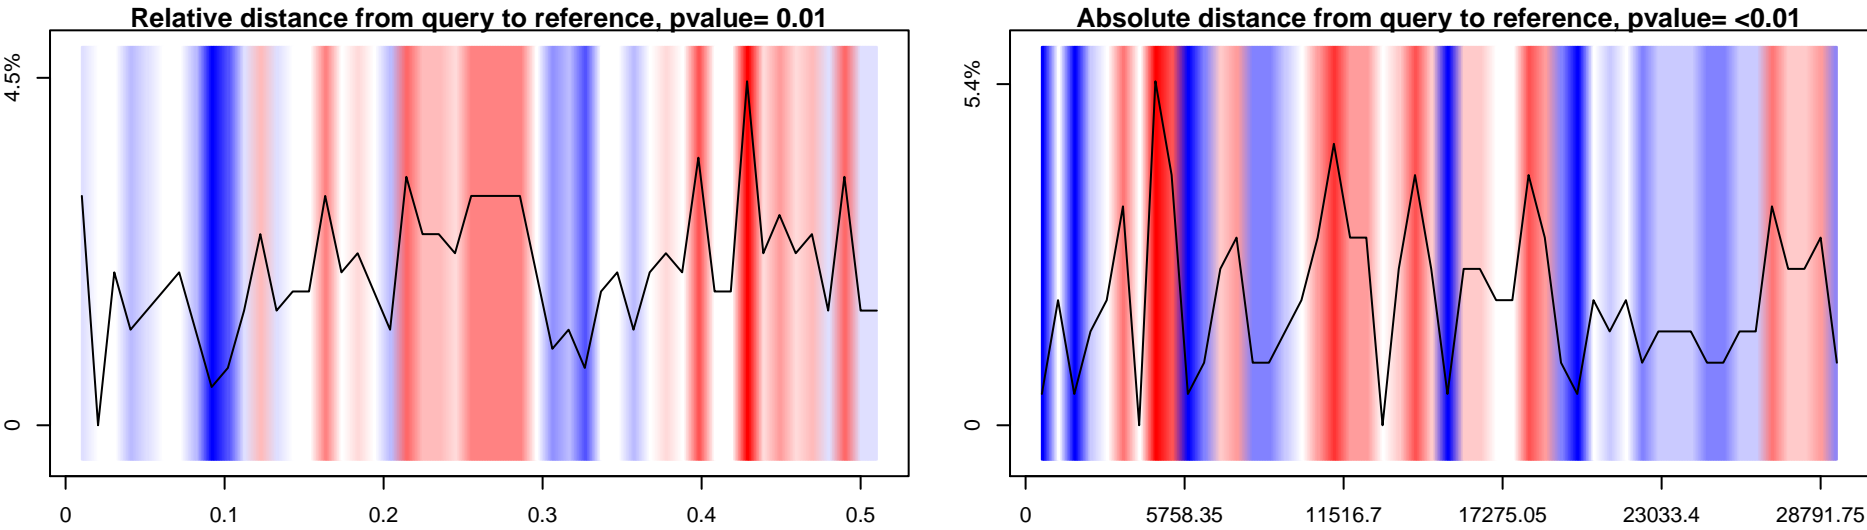 Relative distance from query to reference, pvalue= 0.01
4.5%
0
0 0.1 0.2 0.3 0.4 0.5
Absolute distance from query to reference, pvalue= <0.01
5.4%
0
0 5758.35 11516.7 17275.05 23033.4 28791.75